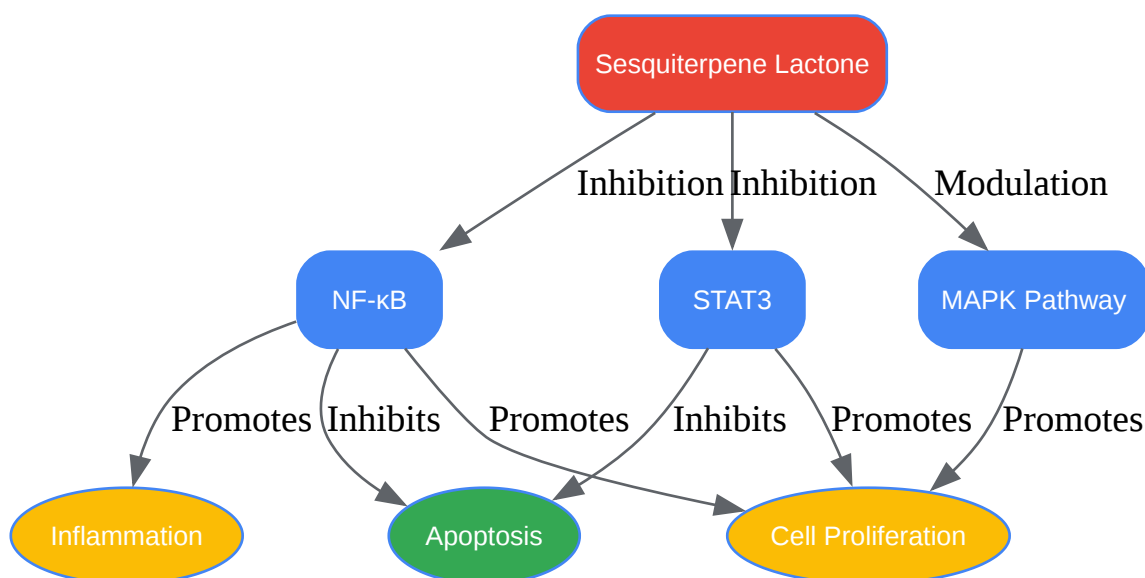 Sesquiterpene Lactone
Inhibition
Inhibition
Modulation
NF-κB
STAT3
MAPK Pathway
Promotes
Inhibits
Promotes
Inhibits
Promotes
Promotes
Inflammation
Apoptosis
Cell Proliferation